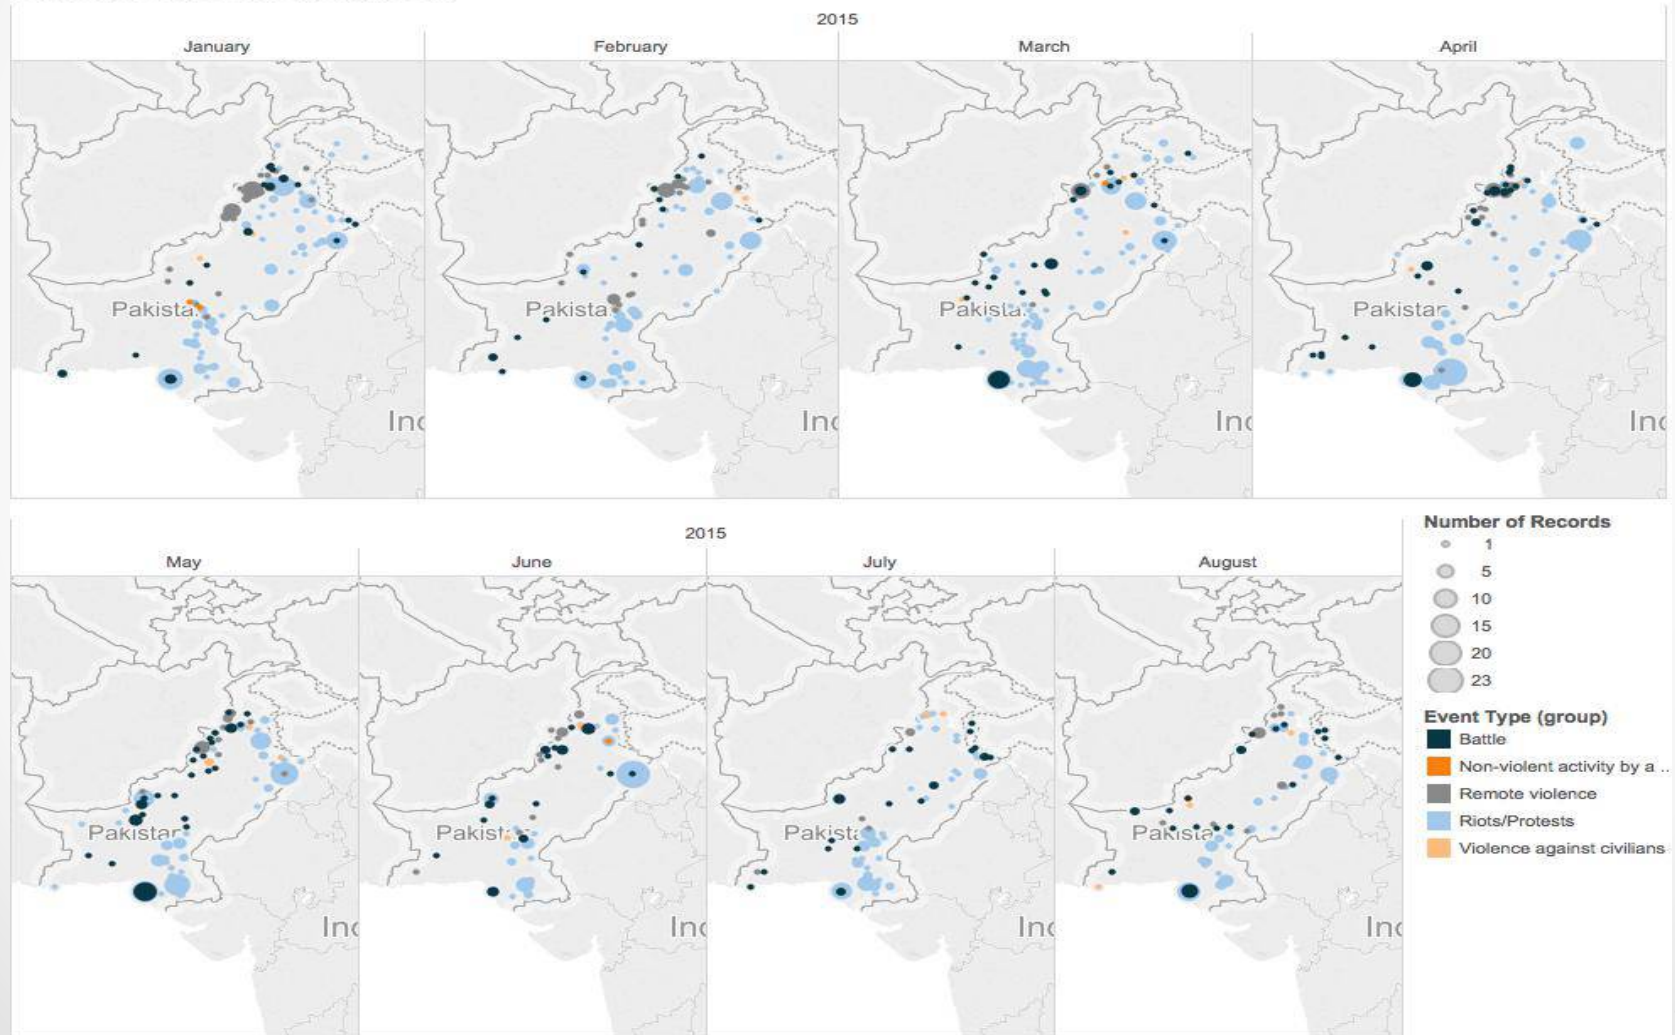 2015
January
February
March
April
Pakista
Inc
Pakista
Inc
Pakista
Inc
Pakistar
Inc
2015
May
June
July
August
Pakistar
Inc
Pakist
Inc
Pakista
Inc
Pakista
Inc
Number of Records
1
5
10
15
20
23
Event Type (group)
Battle
Non-violent activity by a ..
Remote violence
Riots/Protests
Violence against civilians